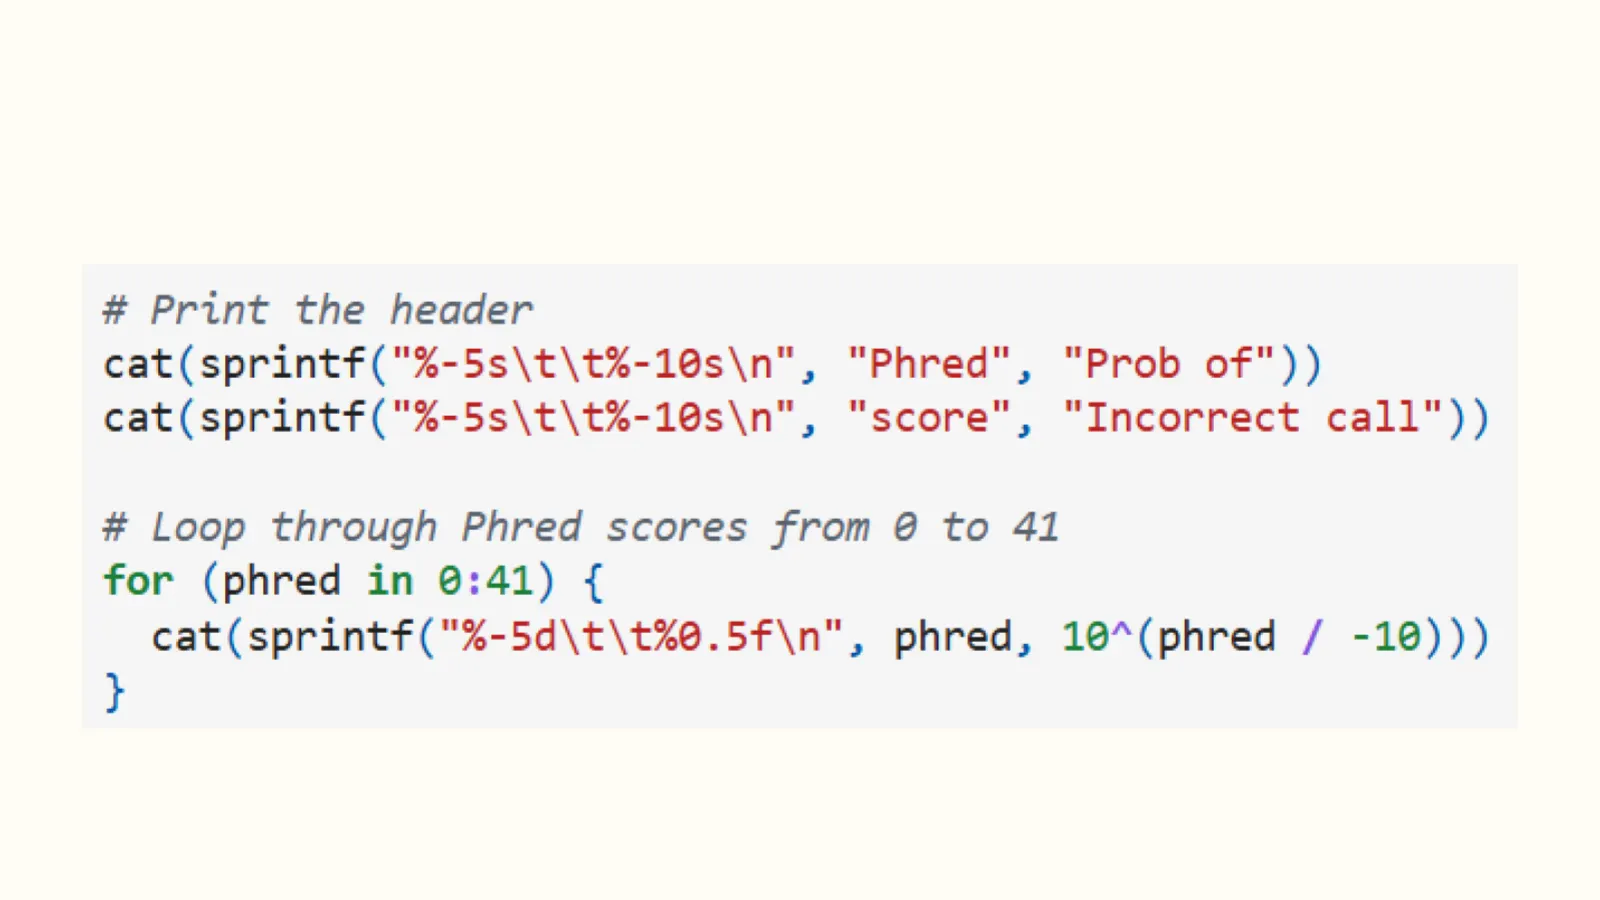 # Print the header
cat(sprintf("%-5s\t\t%-10s\n", "Phred", "Prob of"))
cat(sprintf("%-5s\t\t%-10s\n", "score", "Incorrect call"))
# Loop through Phred scores from 0 to 41
for (phred in 0:41) {
  cat(sprintf("%-5d\t\t%0.5f\n", phred, 10^(phred / -10)))
}